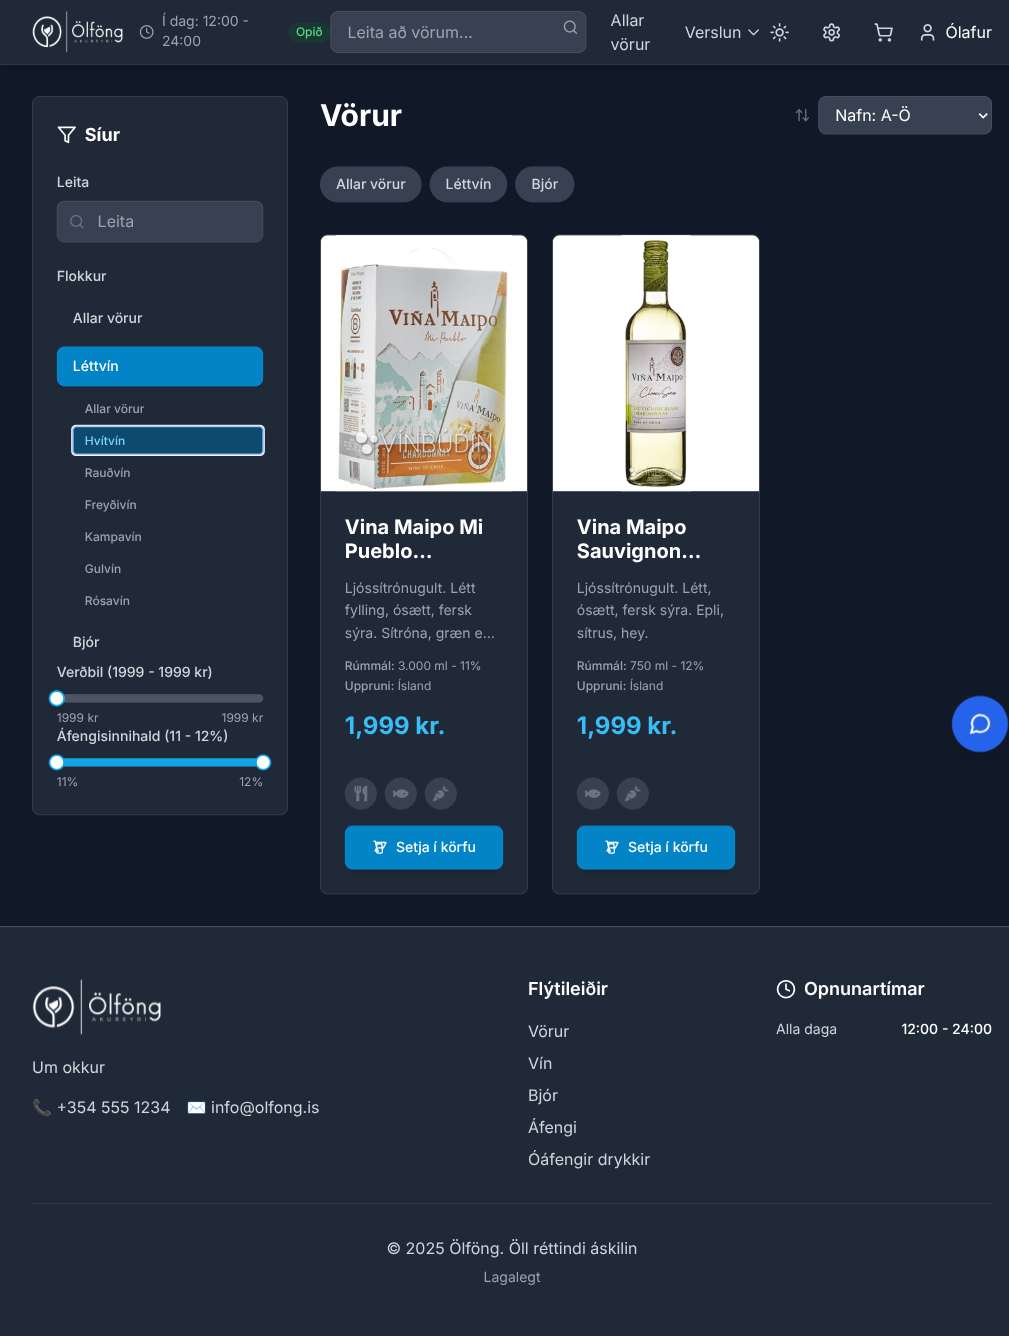 Ölföng
AKUREYRI
Í dag: 12:00 -
24:00
Opið
Leita að vörum...
Allar
vörur
Verslun
Ólafur
Síur
Leita
Leita
Flokkur
Allar vörur
Léttvín
Allar vörur
Hvítvín
Rauðvín
Freyðivín
Kampavín
Gulvín
Rósavín
Bjór
Verðbil (1999 - 1999 kr)
1999 kr
1999 kr
Áfengisinnihald (11 - 12%)
11%
12%
Vörur
Nafn: A-Ö
Allar vörur
Léttvín
Bjór
VIÑA MAIPO
Mi Pueblo
VÍNBÚÐIN
CHARDONNAY
Vina Maipo Mi
Pueblo...
Ljóssítrónugult. Létt
fylling, ósætt, fersk
sýra. Sítróna, græn e...
Rúmmál: 3.000 ml - 11%
Uppruni: Ísland
1,999 kr.
Setja í körfu
VIÑA MAIPO
SAUVIGNON BLANC
CHARDONNAY
Vina Maipo
Sauvignon...
Ljóssítrónugult. Létt,
ósætt, fersk sýra. Epli,
sítrus, hey.
Rúmmál: 750 ml - 12%
Uppruni: Ísland
1,999 kr.
Setja í körfu
Ölföng
AKUREYRI
Um okkur
+354 555 1234
info@olfong.is
Flýtileiðir
Vörur
Vín
Bjór
Áfengi
Óáfengir drykkir
Opnunartímar
Alla daga
12:00 - 24:00
© 2025 Ölföng. Öll réttindi áskilin
Lagalegt